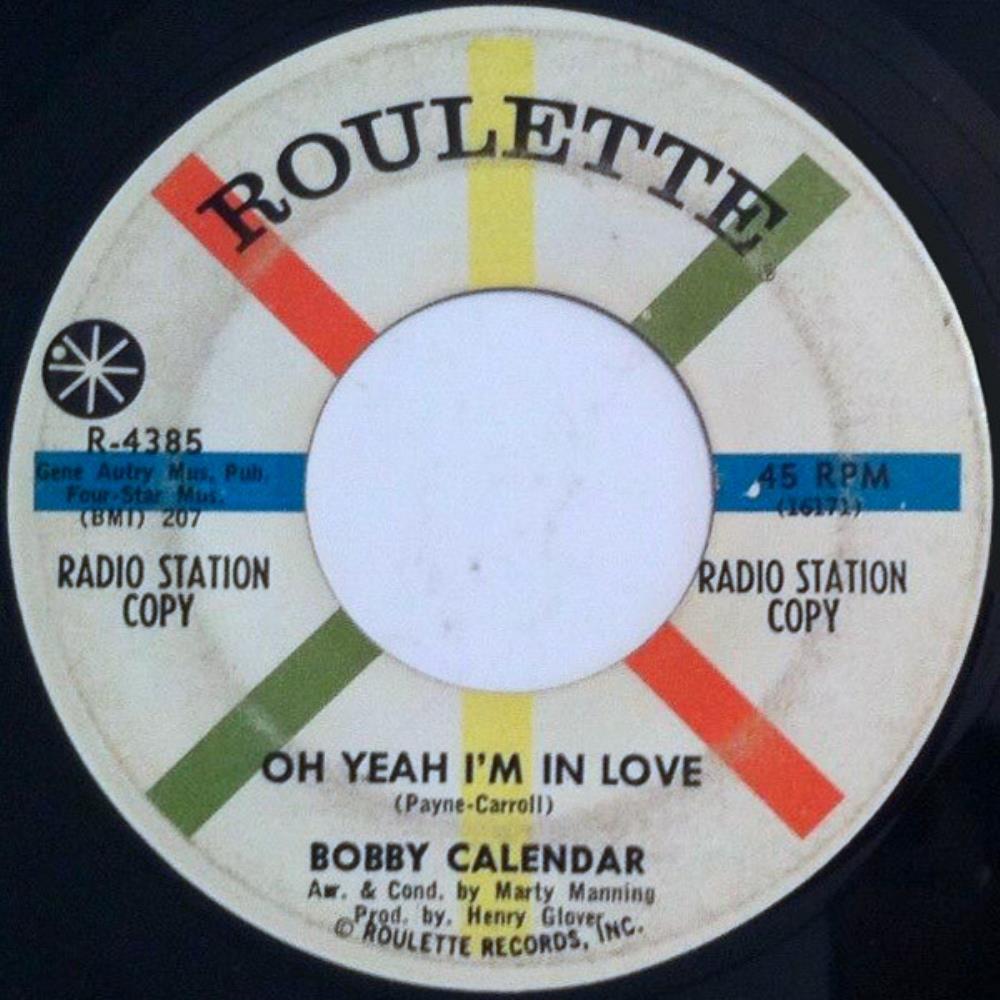 ROULETTE
R-4385
Gene Autry Mus. Pub.
Four-Star Mus.
(BMI) 207
RADIO STATION
COPY
45 RPM
(16171)
RADIO STATION
COPY
OH YEAH I'M IN LOVE
(Payne-Carroll)
BOBBY CALENDAR
Arr. & Cond. by Marty Manning
Prod. by. Henry Glover
© ROULETTE RECORDS, INC.